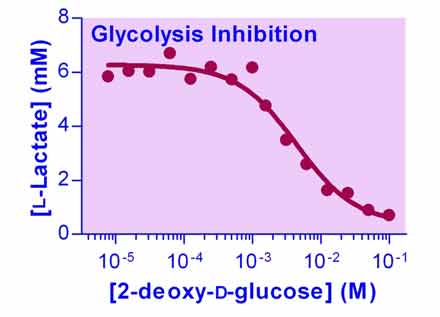 Glycolysis Inhibition
[L-Lactate] (mM)
8
6
4
2
0
10-5 10-4 10-3 10-2 10-1
[2-deoxy-D-glucose] (M)